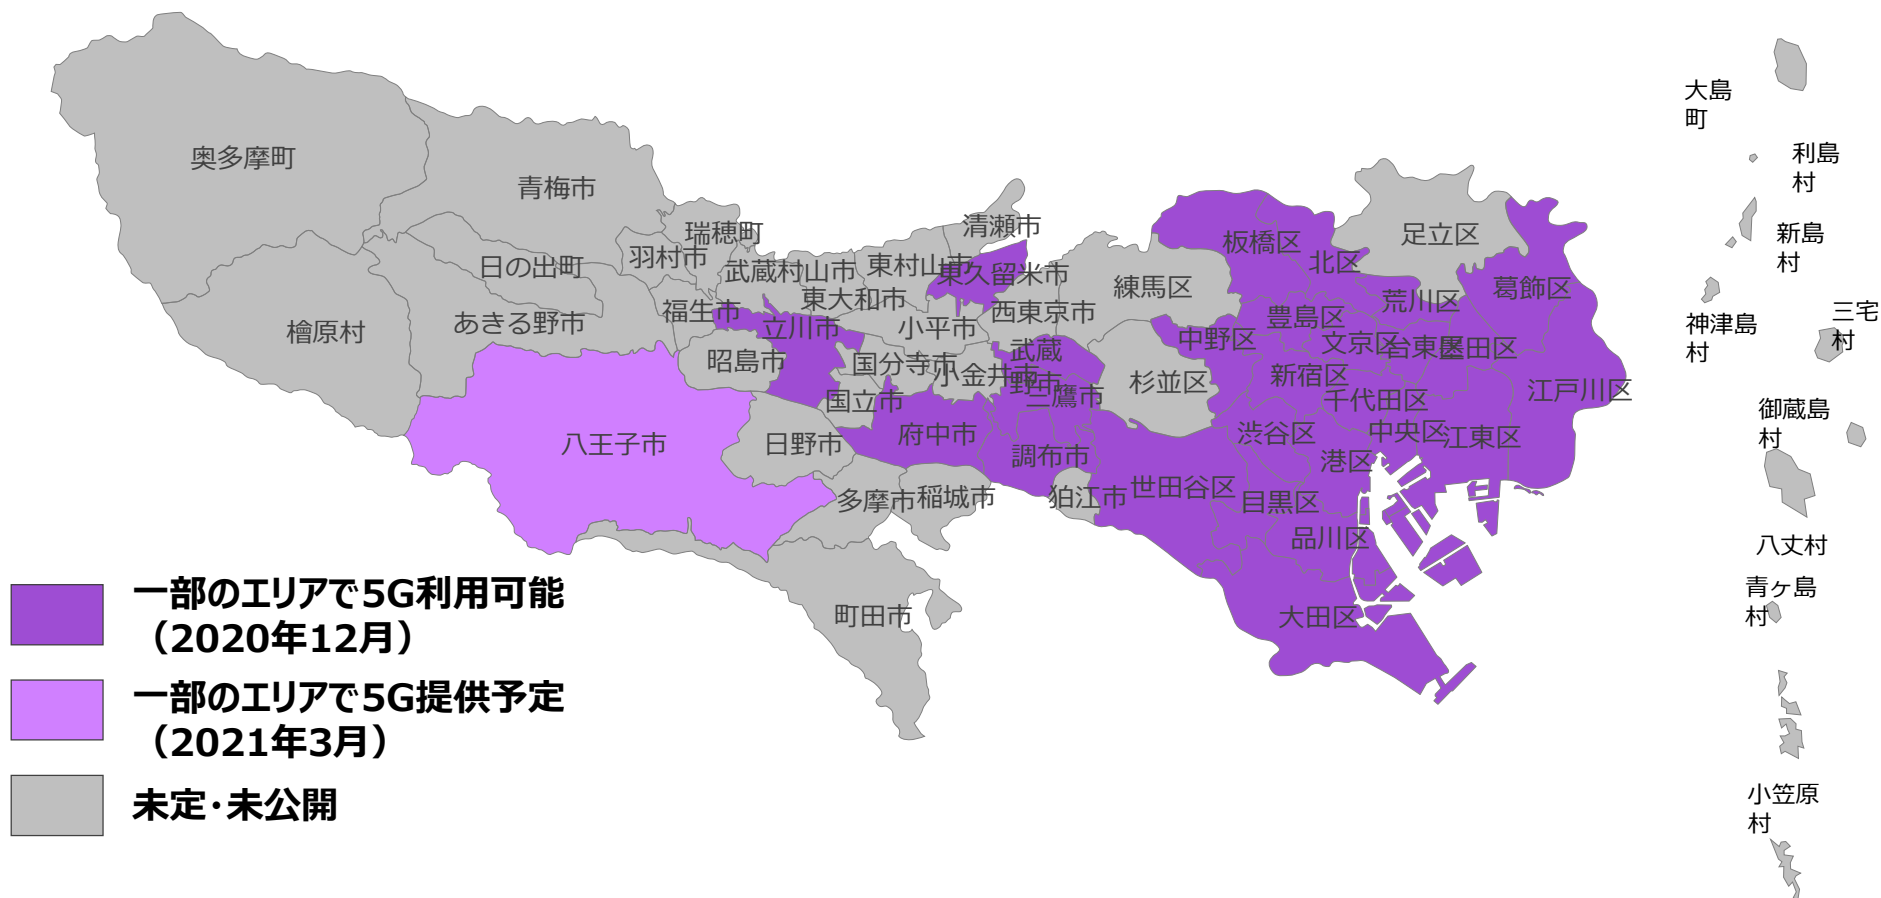 奥多摩町
青梅市
瑞穂町
清瀬市
羽村市
日の出町
武蔵村山市
東村山市
東久留米市
東大和市
西東京市
練馬区
板橋区
北区
足立区
荒川区
葛飾区
檜原村
あきる野市
福生市
立川市
小平市
昭島市
国分寺市
小金井市
武蔵
野市
三鷹市
国立市
杉並区
中野区
豊島区
文京区
台東区
墨田区
新宿区
千代田区
江戸川区
八王子市
日野市
府中市
調布市
渋谷区
中央区
江東区
港区
多摩市
稲城市
狛江市
世田谷区
目黒区
品川区
大田区
町田市
大島
町
利島
村
新島
村
神津島
村
三宅
村
御蔵島
村
八丈村
青ヶ島
村
小笠原
村
一部のエリアで5G利用可能
（2020年12月）
一部のエリアで5G提供予定
（2021年3月）
未定・未公開